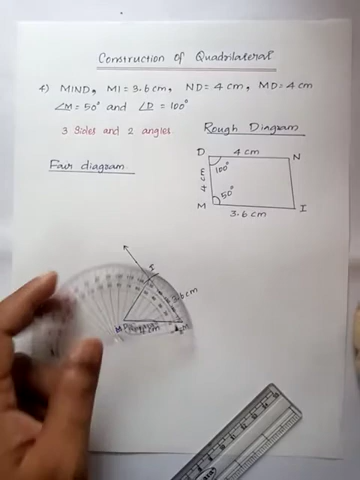 Construction of Quadrilateral
4) MIND, MI = 3.6 cm, ND = 4 cm, MD = 4 cm
∠M = 50° and ∠D = 100°
3 Sides and 2 angles.
Rough Diagram
Fair diagram.
D 4 cm N
100°
4 cm
50°
M 3.6 cm I
3.6 cm
M 4 cm